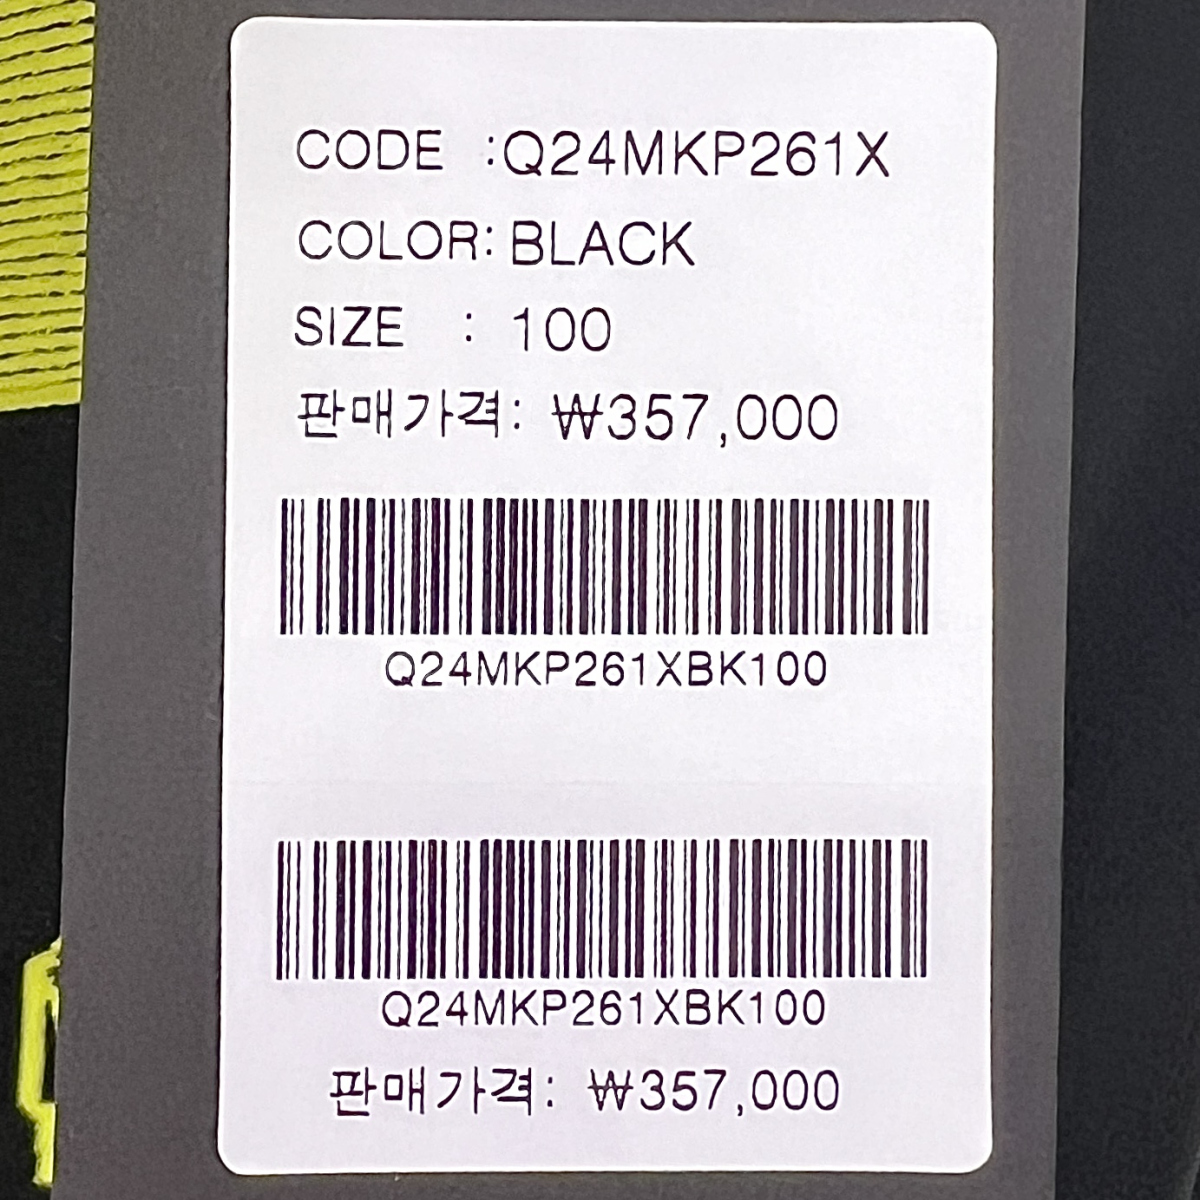 CODE :Q24MKP261X
COLOR: BLACK
SIZE : 100
판매가격: ₩357,000
Q24MKP261XBK100
Q24MKP261XBK100
판매가격: ₩357,000